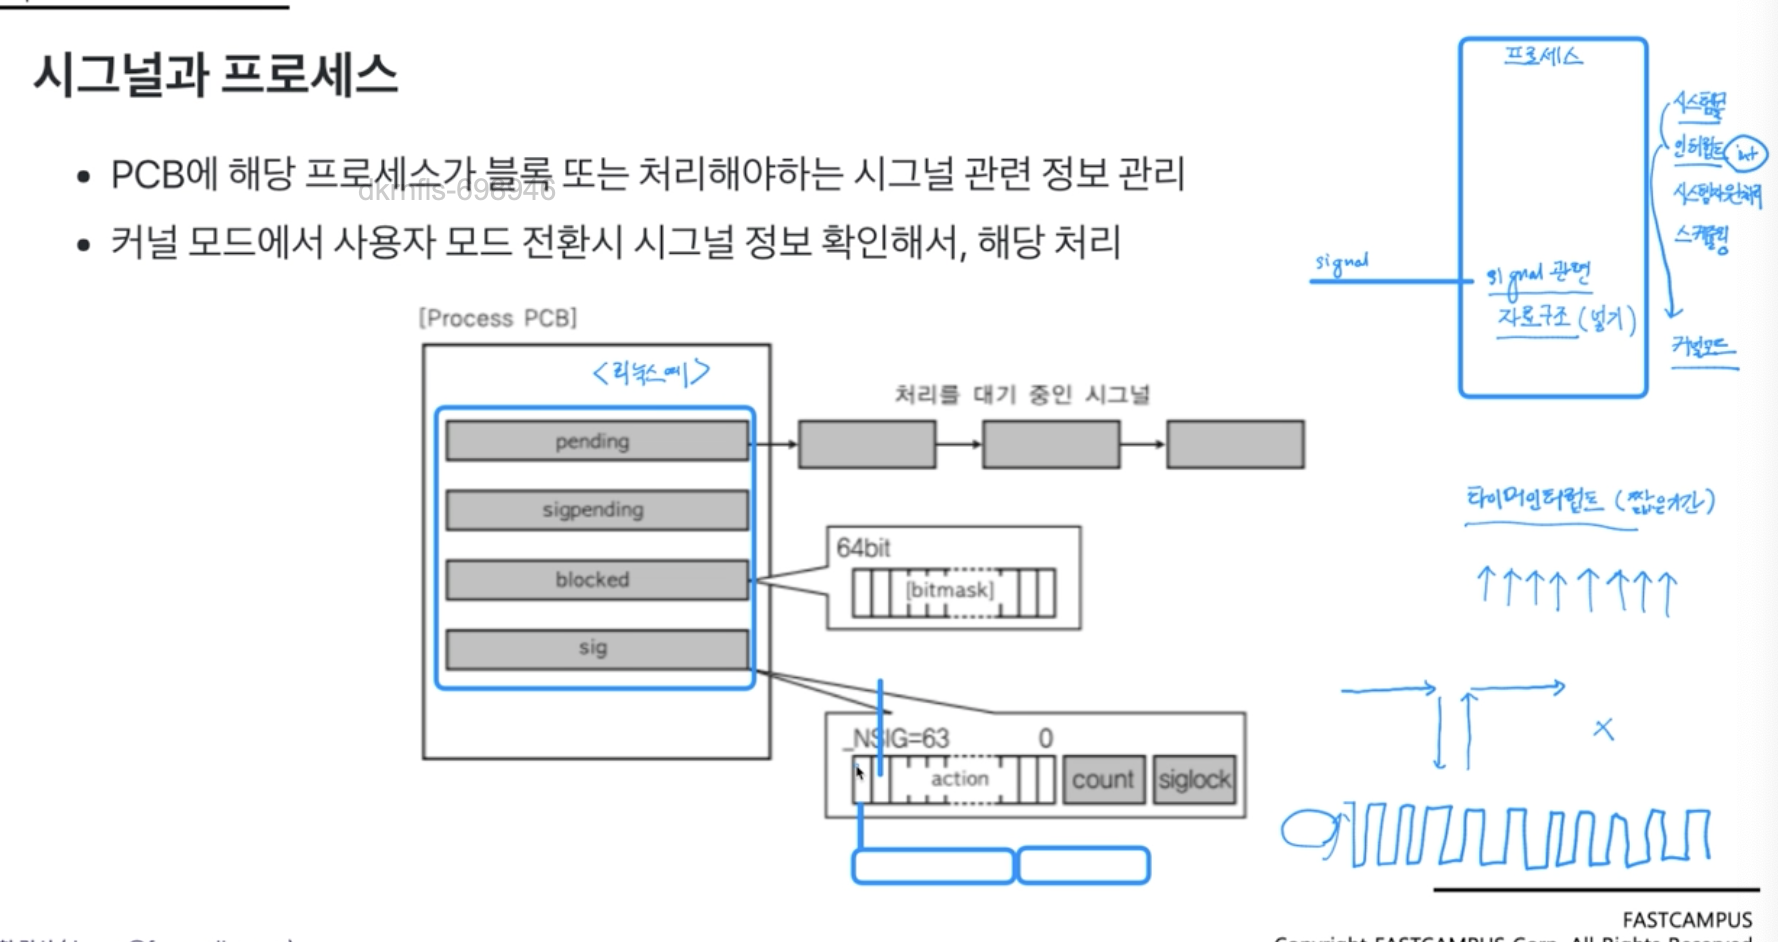 시그널과 프로세스
• PCB에 해당 프로세스가 블록 또는 처리해야하는 시그널 관련 정보 관리
dkmfls-698946
• 커널 모드에서 사용자 모드 전환시 시그널 정보 확인해서, 해당 처리
[Process PCB]
<리눅스 예>
pending
sigpending
blocked
sig
처리를 대기 중인 시그널
64bit
[bitmask]
_NSIG=63 0
action count siglock
프로세스
signal
signal 관련
자료구조 (넣기)
시스템콜
인터럽트 int
시스템자원처리
스케쥴링
커널모드
타이머인터럽트 (짧은시간)
FASTCAMPUS
Copyright FASTCAMPUS Corp. All Rights Reserved